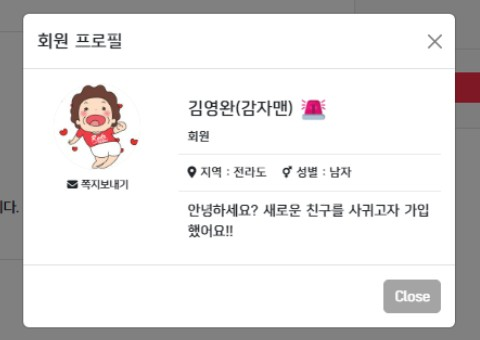 회원 프로필
김영완(감자맨)
회원
쪽지보내기
지역 : 전라도 성별 : 남자
안녕하세요? 새로운 친구를 사귀고자 가입
했어요!!
니다.
Close